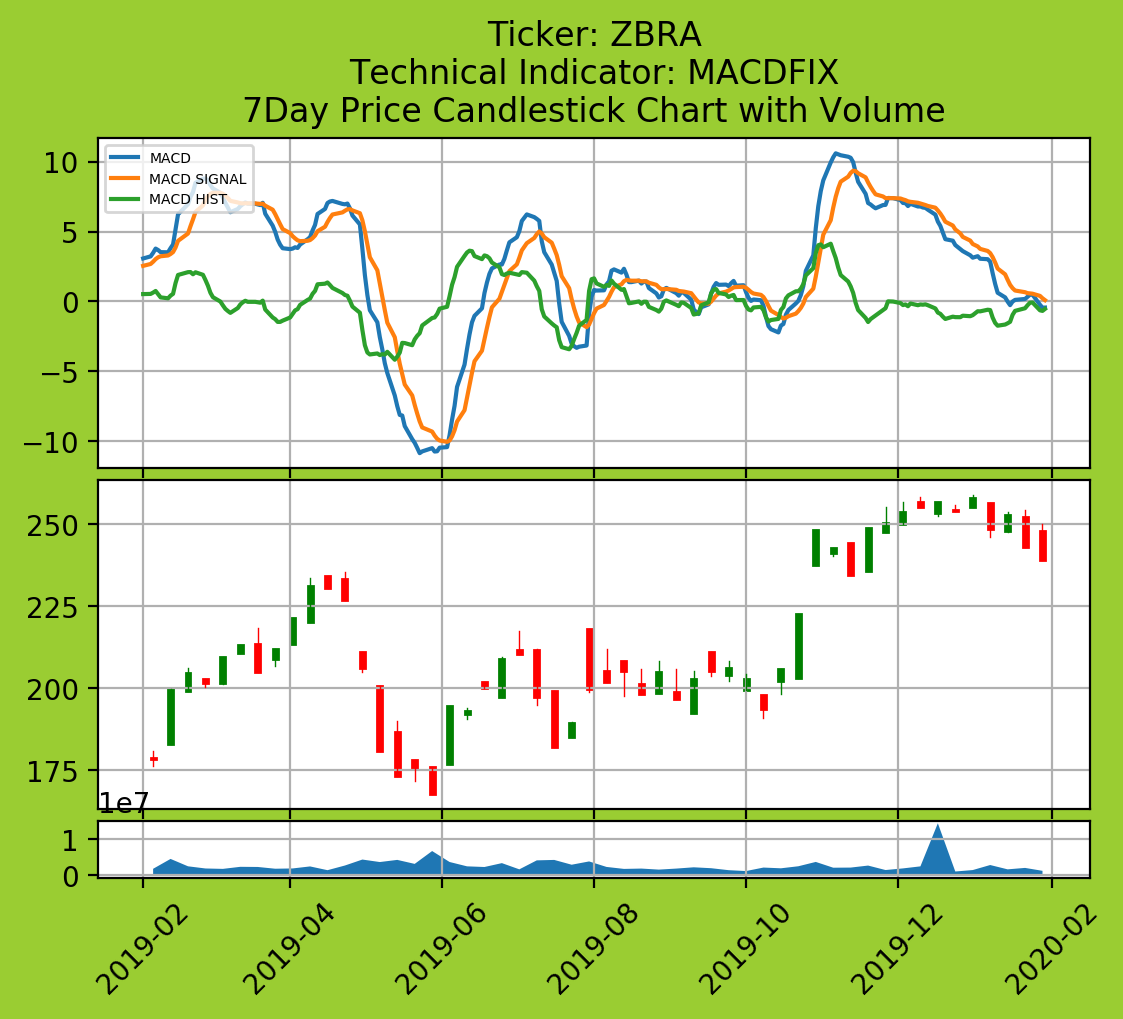 Ticker: ZBRA
Technical Indicator: MACDFIX
7Day Price Candlestick Chart with Volume
MACD
MACD SIGNAL
MACD HIST
10
5
0
−5
−10
250
225
200
175
1e7
1
0
2019-02
2019-04
2019-06
2019-08
2019-10
2019-12
2020-02